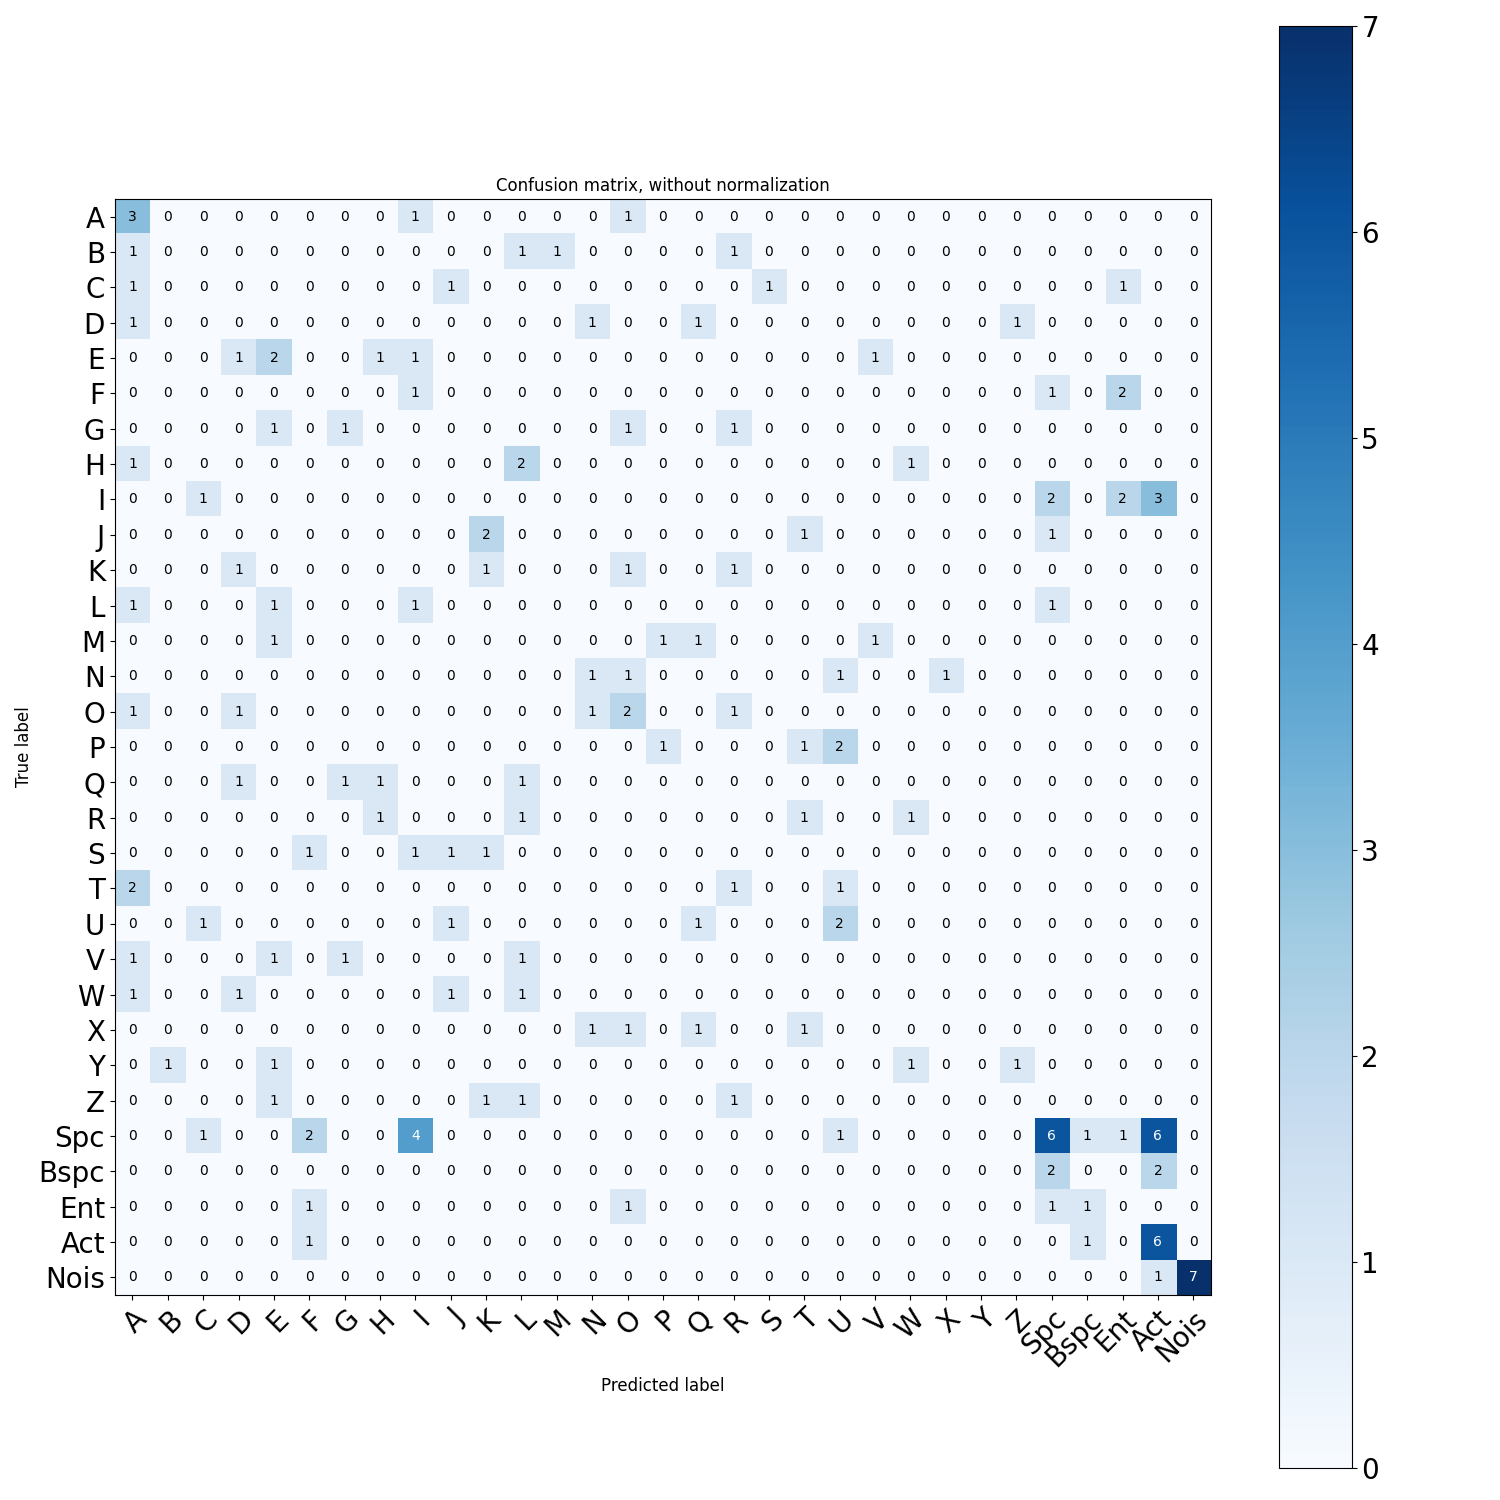 Confusion matrix, without normalization
A 3 0 0 0 0 0 0 0 1 0 0 0 0 0 1 0 0 0 0 0 0 0 0 0 0 0 0 0 0 0 0
B 1 0 0 0 0 0 0 0 0 0 0 1 1 0 0 0 0 1 0 0 0 0 0 0 0 0 0 0 0 0 0
C 1 0 0 0 0 0 0 0 0 1 0 0 0 0 0 0 0 0 1 0 0 0 0 0 0 0 0 0 1 0 0
D 1 0 0 0 0 0 0 0 0 0 0 0 0 1 0 0 1 0 0 0 0 0 0 0 0 1 0 0 0 0 0
E 0 0 0 1 2 0 0 1 1 0 0 0 0 0 0 0 0 0 0 0 0 1 0 0 0 0 0 0 0 0 0
F 0 0 0 0 0 0 0 0 1 0 0 0 0 0 0 0 0 0 0 0 0 0 0 0 0 0 1 0 2 0 0
G 0 0 0 0 1 0 1 0 0 0 0 0 0 0 1 0 0 1 0 0 0 0 0 0 0 0 0 0 0 0 0
H 1 0 0 0 0 0 0 0 0 0 0 2 0 0 0 0 0 0 0 0 0 0 1 0 0 0 0 0 0 0 0
I 0 0 1 0 0 0 0 0 0 0 0 0 0 0 0 0 0 0 0 0 0 0 0 0 0 0 2 0 2 3 0
J 0 0 0 0 0 0 0 0 0 0 2 0 0 0 0 0 0 0 0 1 0 0 0 0 0 0 1 0 0 0 0
K 0 0 0 1 0 0 0 0 0 0 1 0 0 0 1 0 0 1 0 0 0 0 0 0 0 0 0 0 0 0 0
L 1 0 0 0 1 0 0 0 1 0 0 0 0 0 0 0 0 0 0 0 0 0 0 0 0 0 1 0 0 0 0
M 0 0 0 0 1 0 0 0 0 0 0 0 0 0 0 1 1 0 0 0 0 1 0 0 0 0 0 0 0 0 0
N 0 0 0 0 0 0 0 0 0 0 0 0 0 1 1 0 0 0 0 0 1 0 0 1 0 0 0 0 0 0 0
O 1 0 0 1 0 0 0 0 0 0 0 0 0 1 2 0 0 1 0 0 0 0 0 0 0 0 0 0 0 0 0
P 0 0 0 0 0 0 0 0 0 0 0 0 0 0 0 1 0 0 0 1 2 0 0 0 0 0 0 0 0 0 0
Q 0 0 0 1 0 0 1 1 0 0 0 1 0 0 0 0 0 0 0 0 0 0 0 0 0 0 0 0 0 0 0
R 0 0 0 0 0 0 0 1 0 0 0 1 0 0 0 0 0 0 0 1 0 0 1 0 0 0 0 0 0 0 0
S 0 0 0 0 0 1 0 0 1 1 1 0 0 0 0 0 0 0 0 0 0 0 0 0 0 0 0 0 0 0 0
T 2 0 0 0 0 0 0 0 0 0 0 0 0 0 0 0 0 1 0 0 1 0 0 0 0 0 0 0 0 0 0
U 0 0 1 0 0 0 0 0 0 1 0 0 0 0 0 0 1 0 0 0 2 0 0 0 0 0 0 0 0 0 0
V 1 0 0 0 1 0 1 0 0 0 0 1 0 0 0 0 0 0 0 0 0 0 0 0 0 0 0 0 0 0 0
W 1 0 0 1 0 0 0 0 0 1 0 1 0 0 0 0 0 0 0 0 0 0 0 0 0 0 0 0 0 0 0
X 0 0 0 0 0 0 0 0 0 0 0 0 0 1 1 0 1 0 0 1 0 0 0 0 0 0 0 0 0 0 0
Y 0 1 0 0 1 0 0 0 0 0 0 0 0 0 0 0 0 0 0 0 0 0 1 0 0 1 0 0 0 0 0
Z 0 0 0 0 1 0 0 0 0 0 1 1 0 0 0 0 0 1 0 0 0 0 0 0 0 0 0 0 0 0 0
Spc 0 0 1 0 0 2 0 0 4 0 0 0 0 0 0 0 0 0 0 0 1 0 0 0 0 0 6 1 1 6 0
Bspc 0 0 0 0 0 0 0 0 0 0 0 0 0 0 0 0 0 0 0 0 0 0 0 0 0 0 2 0 0 2 0
Ent 0 0 0 0 0 1 0 0 0 0 0 0 0 0 1 0 0 0 0 0 0 0 0 0 0 0 1 1 0 0 0
Act 0 0 0 0 0 1 0 0 0 0 0 0 0 0 0 0 0 0 0 0 0 0 0 0 0 0 0 1 0 6 0
Nois 0 0 0 0 0 0 0 0 0 0 0 0 0 0 0 0 0 0 0 0 0 0 0 0 0 0 0 0 0 1 7
A B C D E F G H I J K L M N O P Q R S T U V W X Y Z Spc Bspc Ent Act Nois
Predicted label
True label
7
6
5
4
3
2
1
0